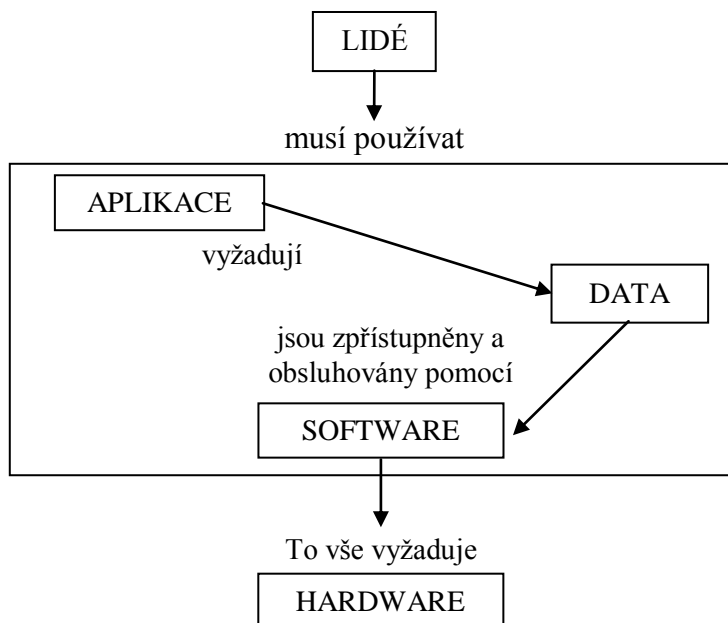 LIDÉ
musí používat
APLIKACE
vyžadují
DATA
jsou zpřístupněny a
obsluhovány pomocí
SOFTWARE
To vše vyžaduje
HARDWARE